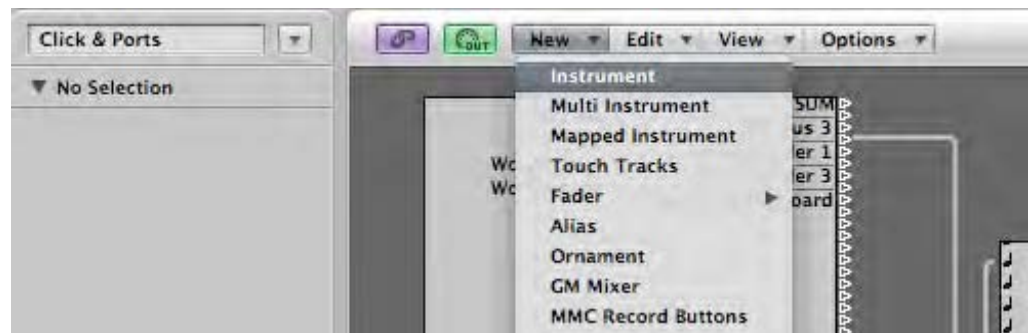 Click & Ports
OUT New Edit View Options
No Selection
Instrument
Multi Instrument
Mapped Instrument
Touch Tracks
Fader
Alias
Ornament
GM Mixer
MMC Record Buttons
SUM
us 3
er 1
er 3
oard